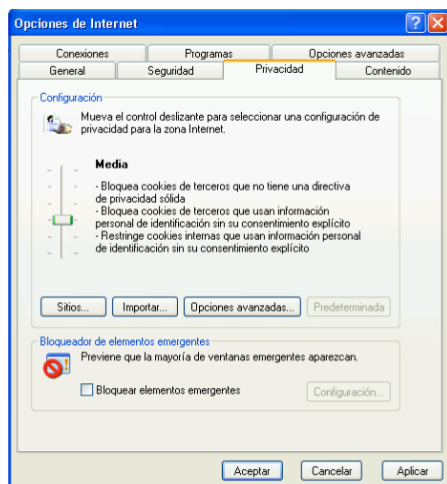 Opciones de Internet
Conexiones Programas Opciones avanzadas
General Seguridad Privacidad Contenido
Configuración
Mueva el control deslizante para seleccionar una configuración de
privacidad para la zona Internet.
Media
- Bloquea cookies de terceros que no tiene una directiva
de privacidad sólida
- Bloquea cookies de terceros que usan información
personal de identificación sin su consentimiento explícito
- Restringe cookies internas que usan información personal
de identificación sin su consentimiento explícito
Sitios... Importar... Opciones avanzadas... Predeterminada
Bloqueador de elementos emergentes
Previene que la mayoría de ventanas emergentes aparezcan.
Bloquear elementos emergentes Configuración...
Aceptar Cancelar Aplicar